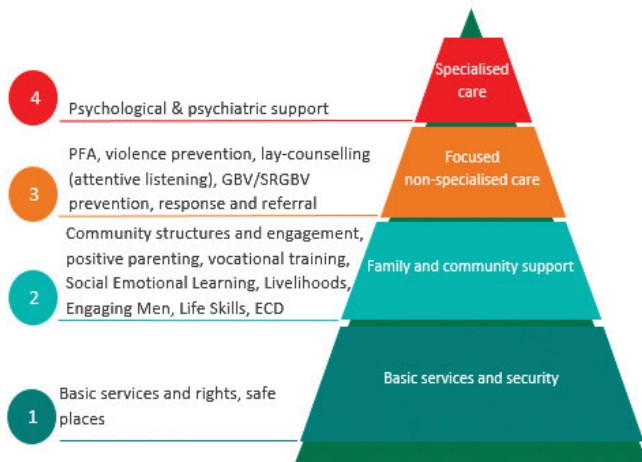 Specialised
care
4
Psychological & psychiatric support
PFA, violence prevention, lay-counselling
(attentive listening), GBV/SRGBV
prevention, response and referral
3
Focused
non-specialised care
Community structures and engagement,
positive parenting, vocational training,
Social Emotional Learning, Livelihoods,
Engaging Men, Life Skills, ECD
2
Family and community support
Basic services and security
1
Basic services and rights, safe
places